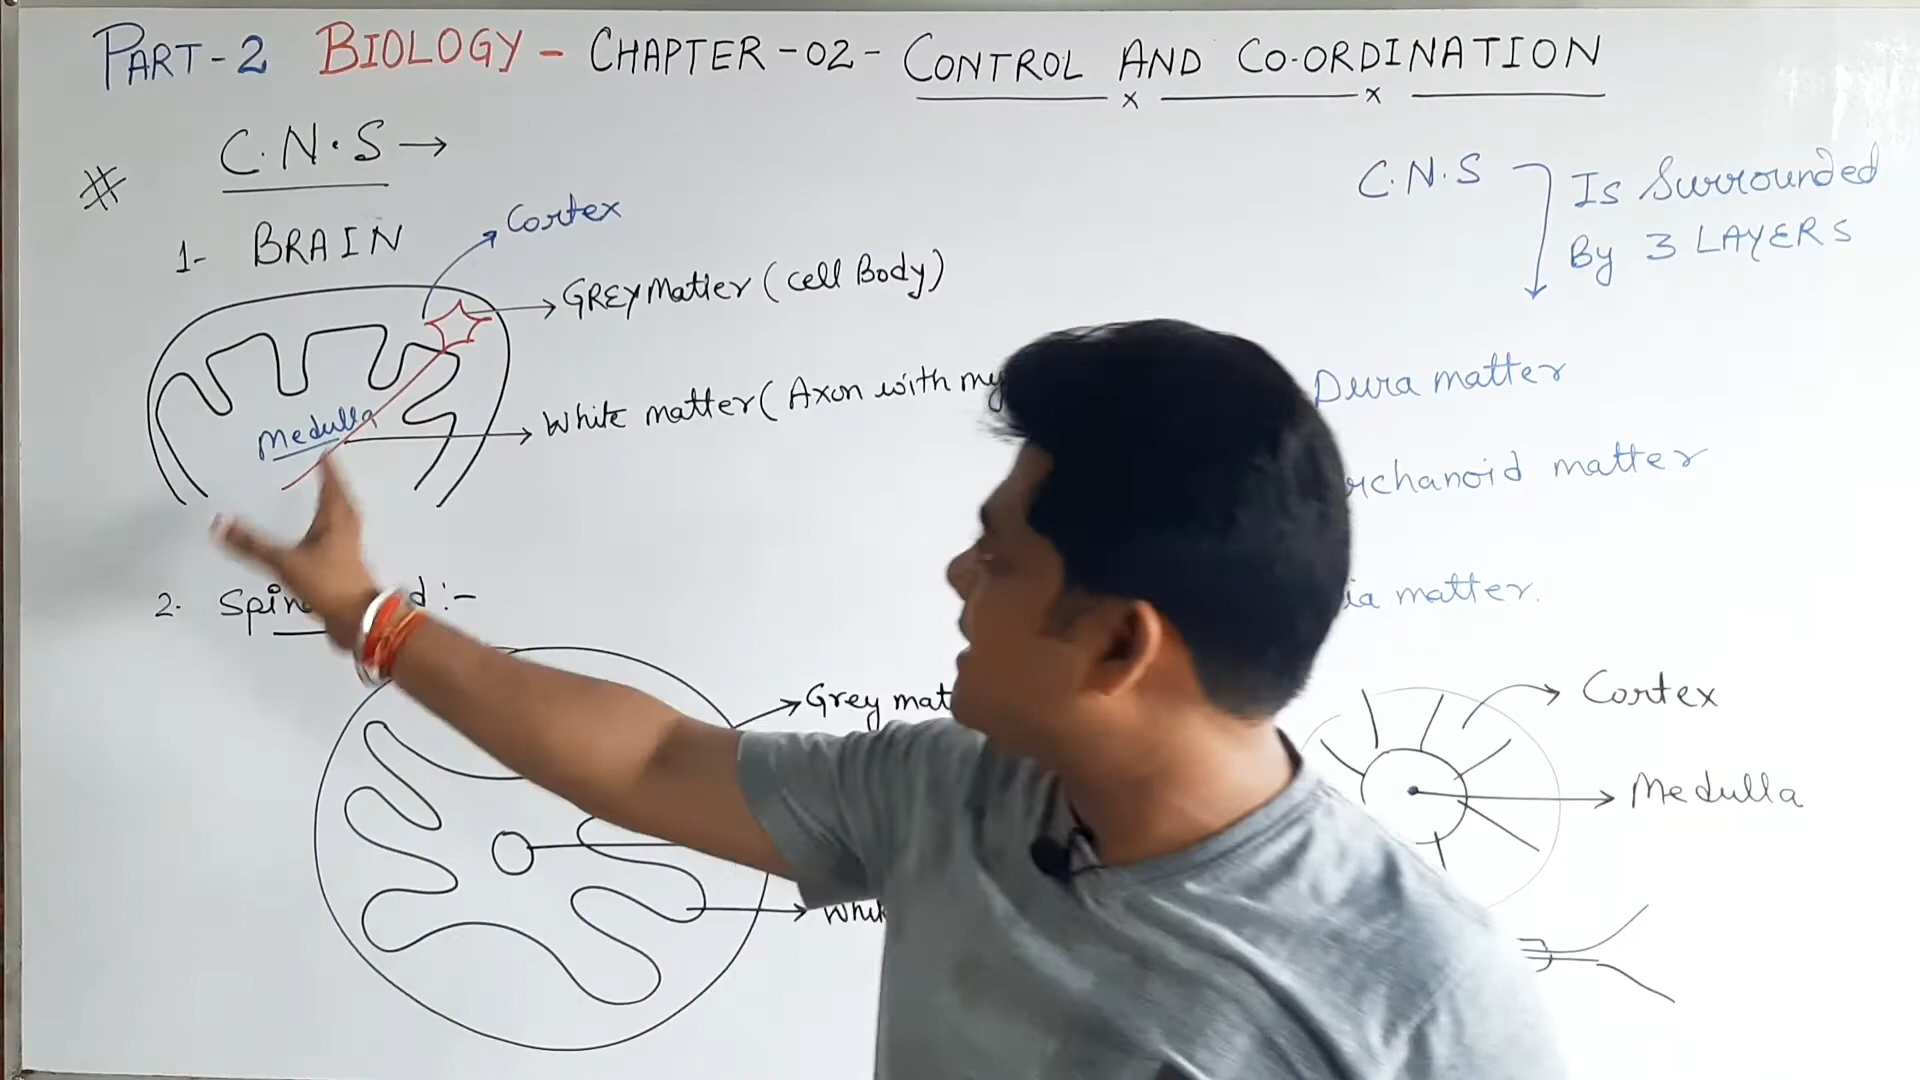 PART-2 BIOLOGY - CHAPTER-02- CONTROL AND CO-ORDINATION
# C.N.S →
1- BRAIN
Cortex
GREY Matter (cell Body)
White matter (Axon with
Medulla
2. :-
Grey
C.N.S Is Surrounded
By 3 LAYERS
Dura matter
matter
matter.
Cortex
Medulla